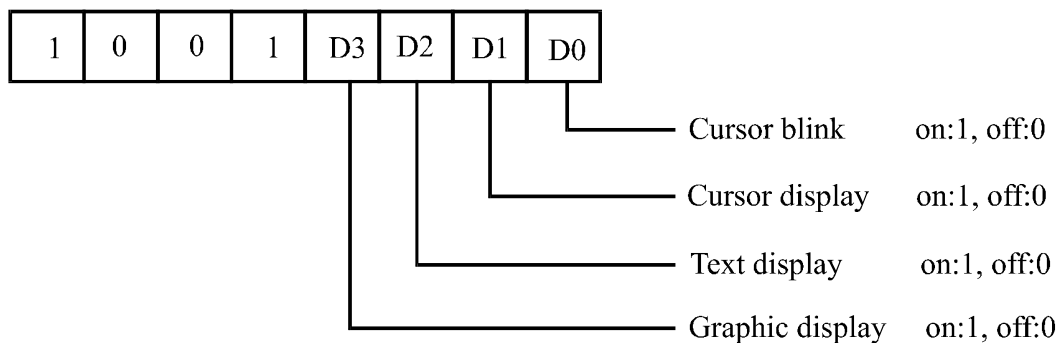 1 0 0 1 D3 D2 D1 D0
Cursor blink on:1, off:0
Cursor display on:1, off:0
Text display on:1, off:0
Graphic display on:1, off:0